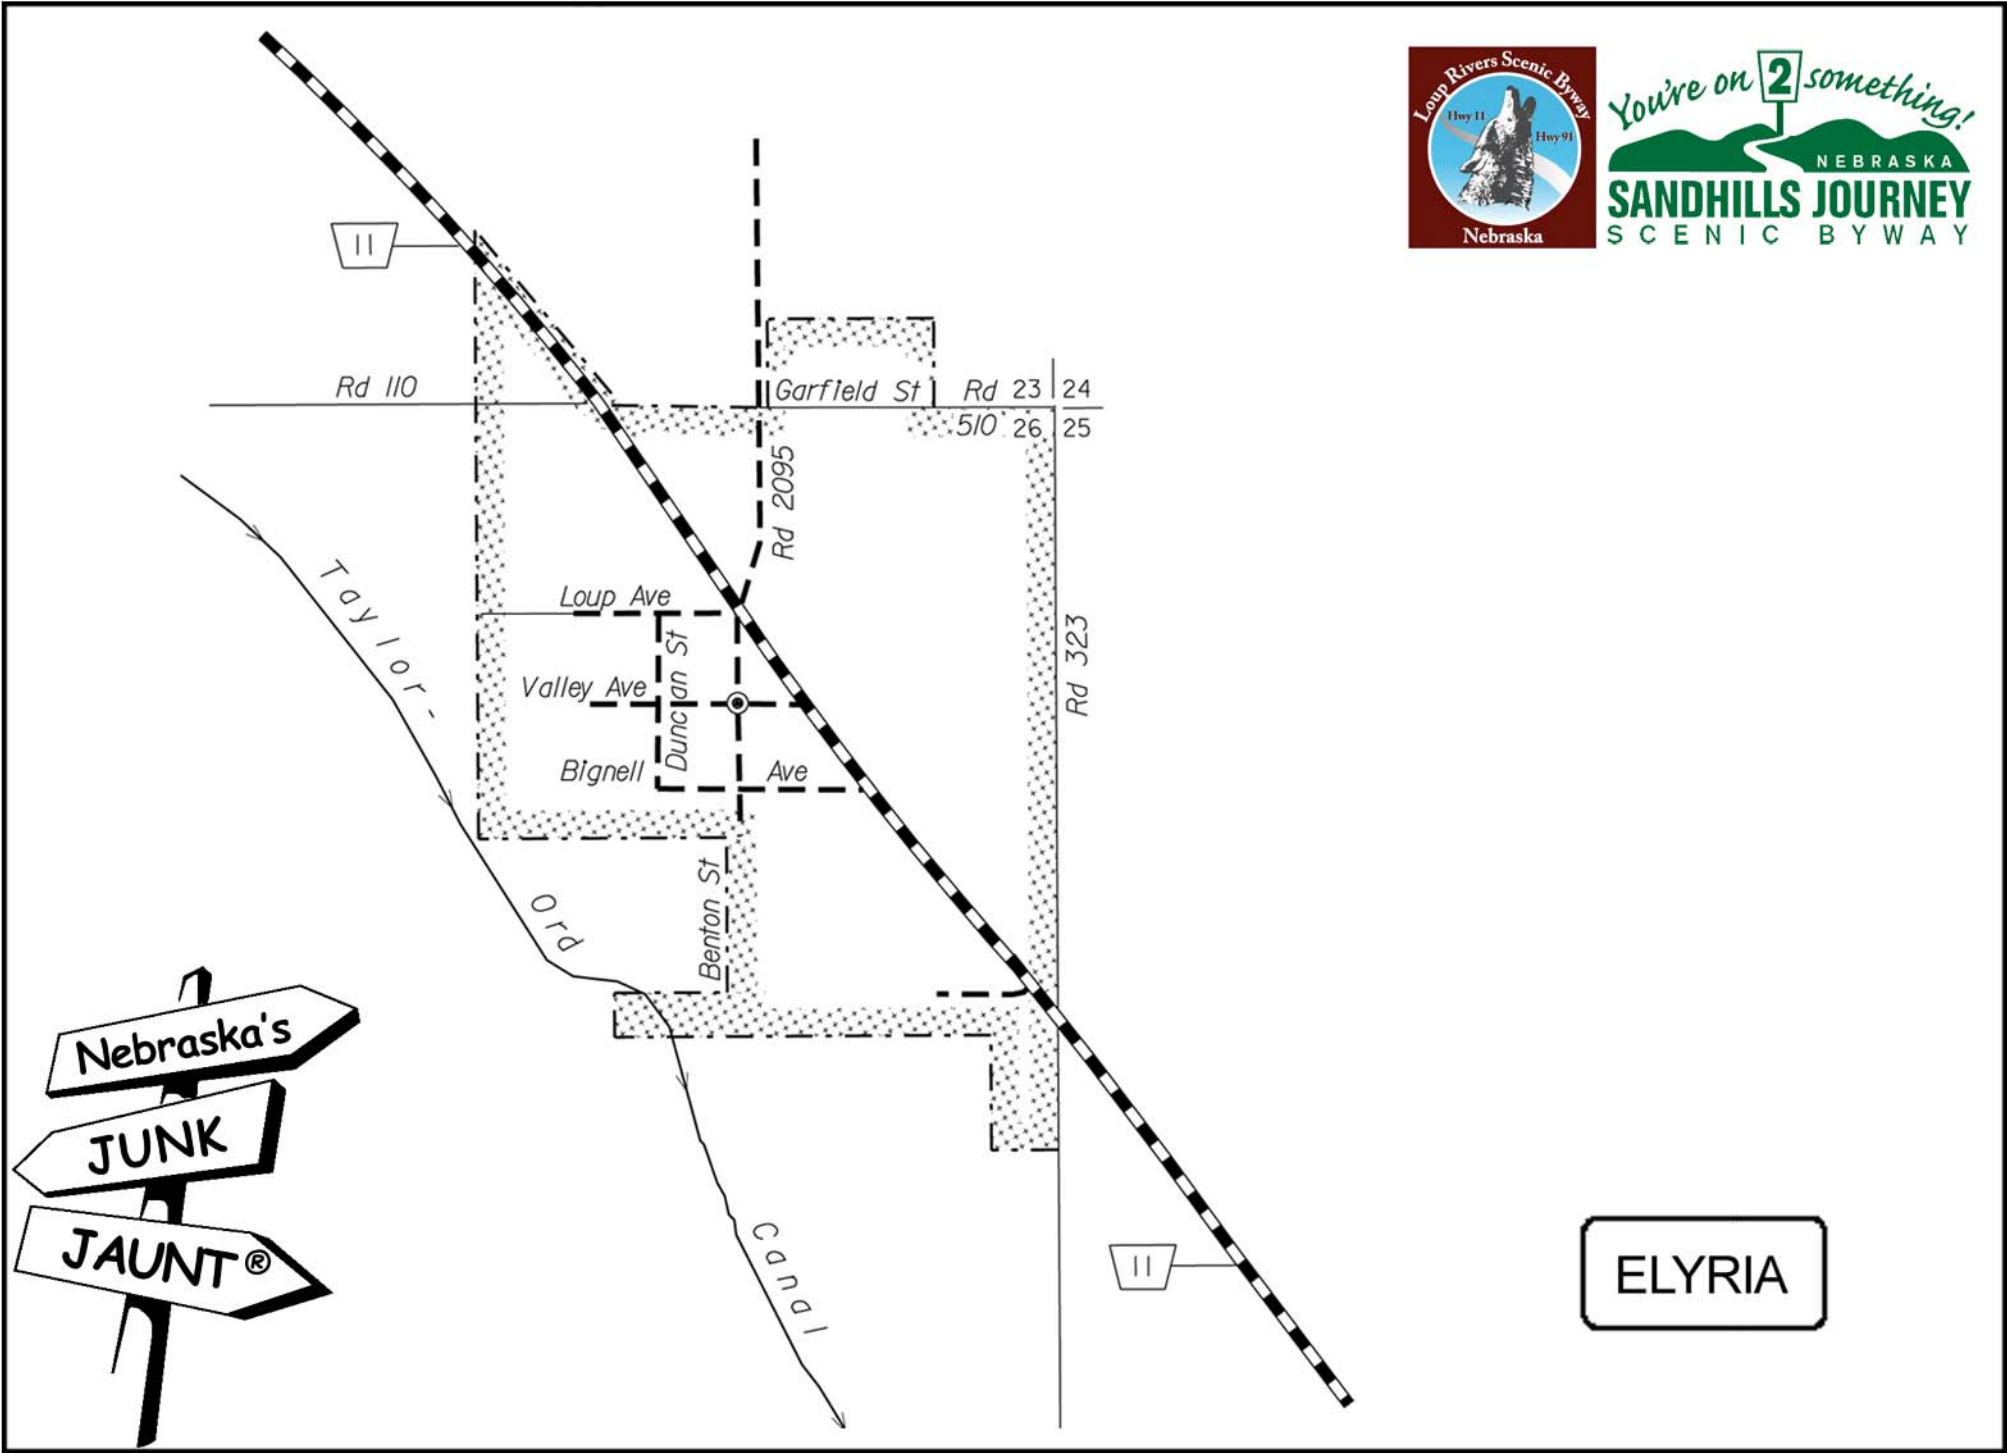 Loup Rivers Scenic Byway
Hwy 11
Hwy 91
Nebraska
You're on 2 something!
NEBRASKA
SANDHILLS JOURNEY
SCENIC BYWAY
11
Rd 110
Garfield St
Rd 23 24
510 26 25
Rd 2095
Taylor-
Ord
Canal
Loup Ave
Duncan St
Valley Ave
Bignell Ave
Rd 323
Benton St
11
Nebraska's
JUNK
JAUNT®
ELYRIA